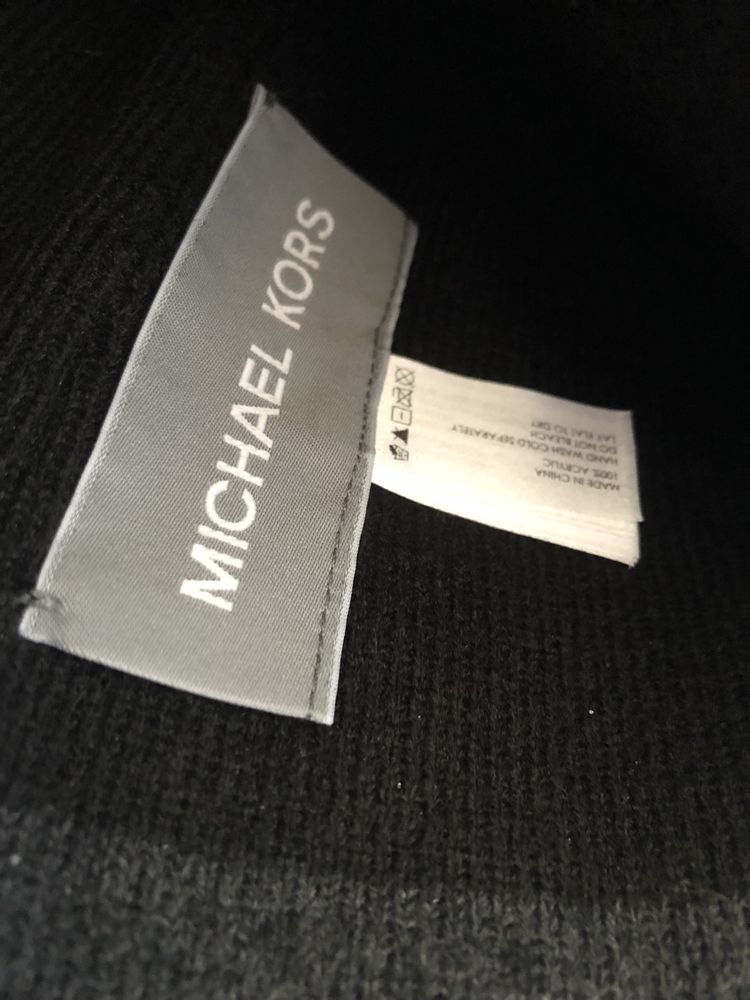 MICHAEL KORS
MADE IN CHINA
100% ACRYLIC
HAND WASH COLD SEPARATELY
DO NOT BLEACH
LAY FLAT TO DRY